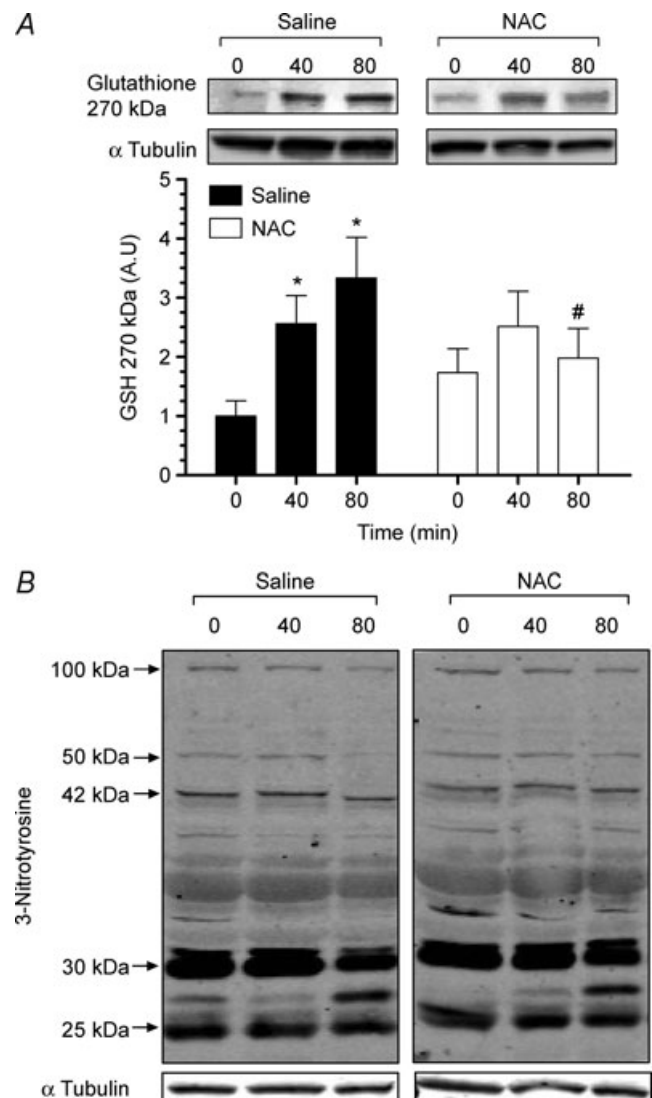 A
Saline NAC
0 40 80 0 40 80
Glutathione
270 kDa
α Tubulin
5
4
3
2
1
0
GSH 270 kDa (A.U)
Saline
NAC
* * #
0 40 80 0 40 80
Time (min)
B
Saline NAC
0 40 80 0 40 80
3-Nitrotyrosine
100 kDa
50 kDa
42 kDa
30 kDa
25 kDa
α Tubulin